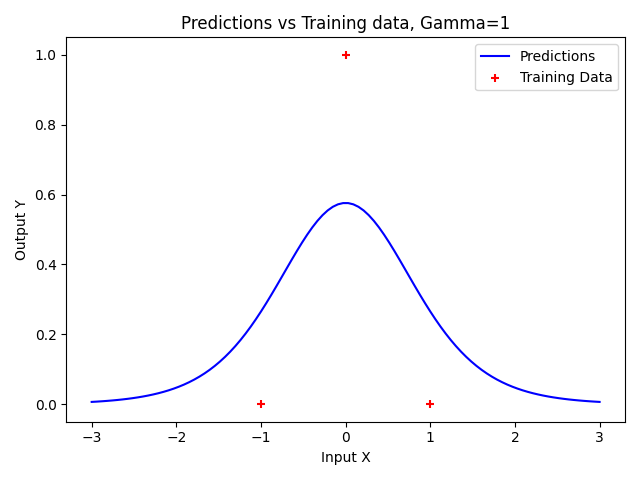 Predictions vs Training data, Gamma=1
Predictions
Training Data
Output Y
1.0
0.8
0.6
0.4
0.2
0.0
−3 −2 −1 0 1 2 3
Input X